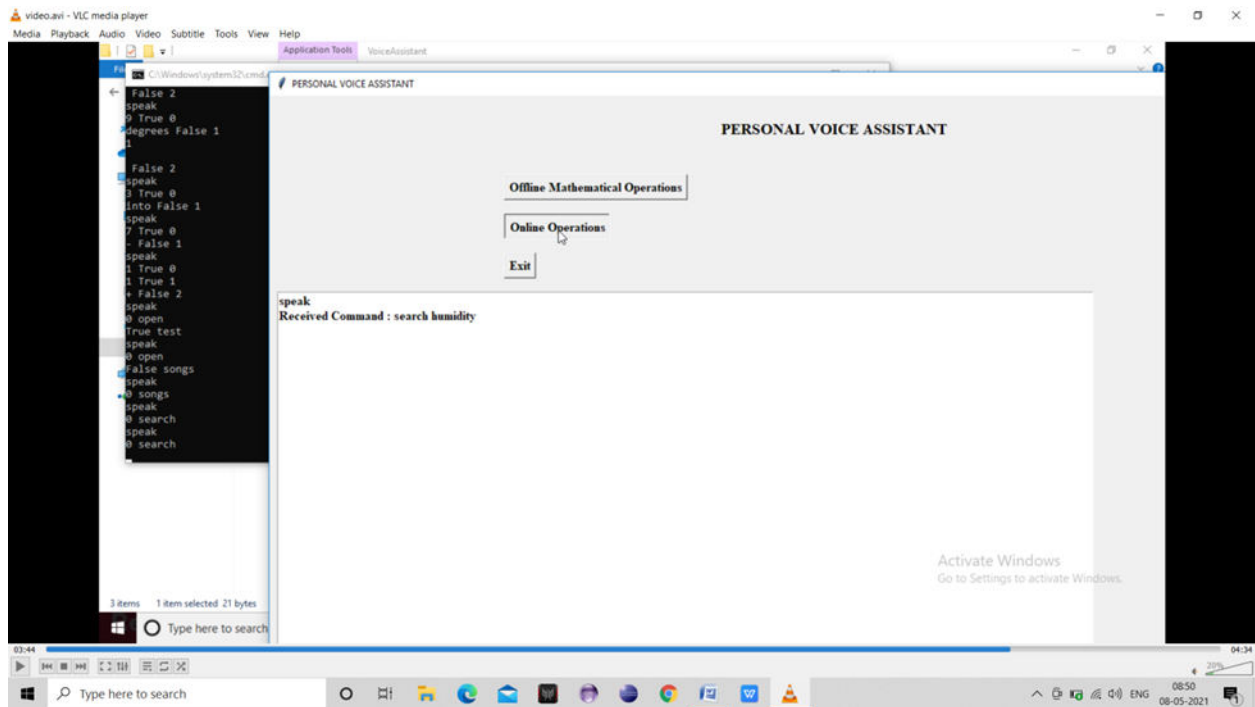 video.avi - VLC media player
Media Playback Audio Video Subtitle Tools View Help
Application Tools VoiceAssistant
C:\Windows\system32\cmd.
False 2
speak
9 True 0
degrees False 1
1
False 2
speak
3 True 0
into False 1
speak
7 True 0
- False 1
speak
1 True 0
1 True 1
+ False 2
speak
0 open
True test
speak
0 open
False songs
speak
0 songs
speak
0 search
speak
0 search
PERSONAL VOICE ASSISTANT
PERSONAL VOICE ASSISTANT
Offline Mathematical Operations
Online Operations
Exit
speak
Received Command : search humidity
Activate Windows
Go to Settings to activate Windows.
3 items 1 item selected 21 bytes
Type here to search
03:44 04:34
20%
Type here to search
ENG
08:50
08-05-2021